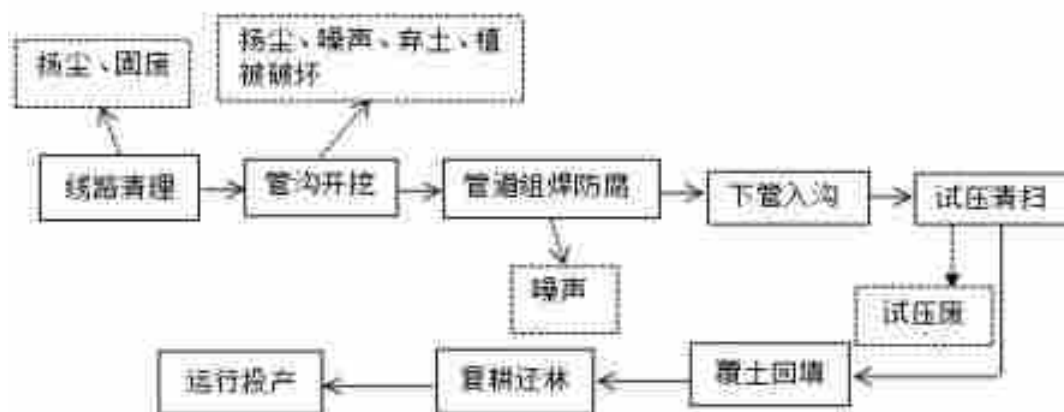 扬尘、固废
扬尘、噪声、弃土、植
被破坏
线路清理
管沟开挖
管道组焊防腐
下管入沟
试压清扫
噪声
试压废
运行投产
复耕还林
覆土回填